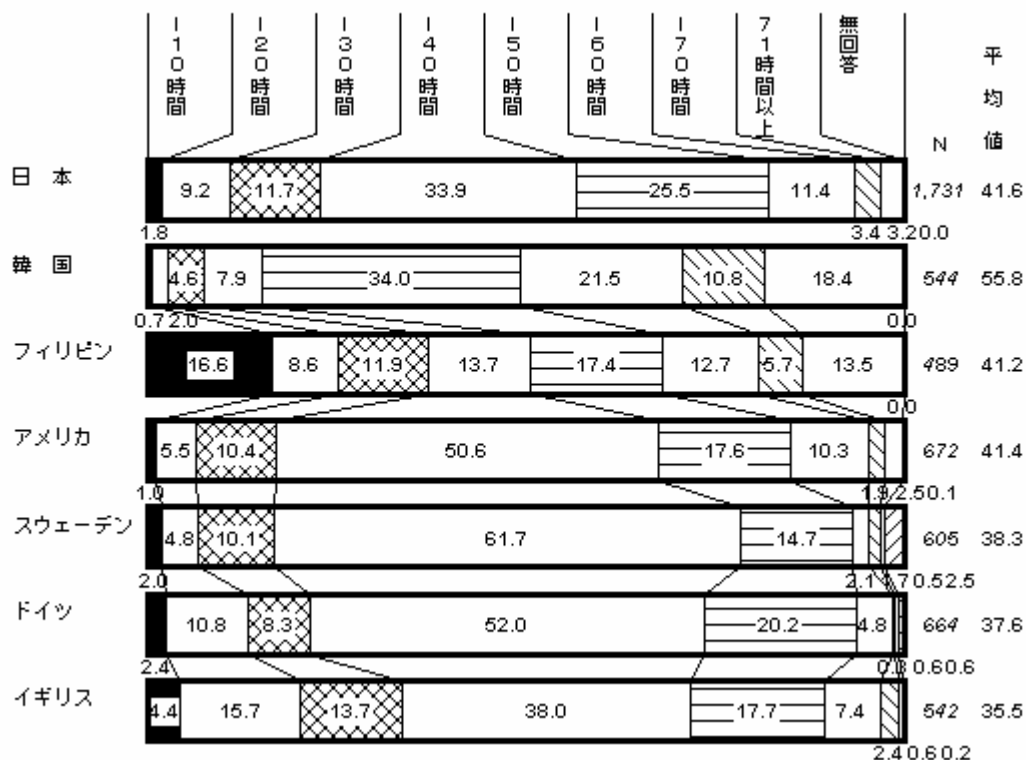 -10時間
-20時間
-30時間
-40時間
-50時間
-60時間
-70時間
71時間以上
無回答
平均値
N
日 本 9.2 11.7 33.9 25.5 11.4 1,731 41.6
1.8 3.4 3.2 0.0
韓 国 4.6 7.9 34.0 21.5 10.8 18.4 544 55.8
0.7 2.0 0.0
フィリピン 16.6 8.6 11.9 13.7 17.4 12.7 5.7 13.5 489 41.2
0.0
アメリカ 5.5 10.4 50.6 17.6 10.3 672 41.4
1.0 1.9 2.5 0.1
スウェーデン 4.8 10.1 61.7 14.7 605 38.3
2.0 2.1 0.5 2.5
ドイツ 10.8 8.3 52.0 20.2 4.8 664 37.6
2.4 0.6 0.6
イギリス 4.4 15.7 13.7 38.0 17.7 7.4 542 35.5
2.4 0.6 0.2